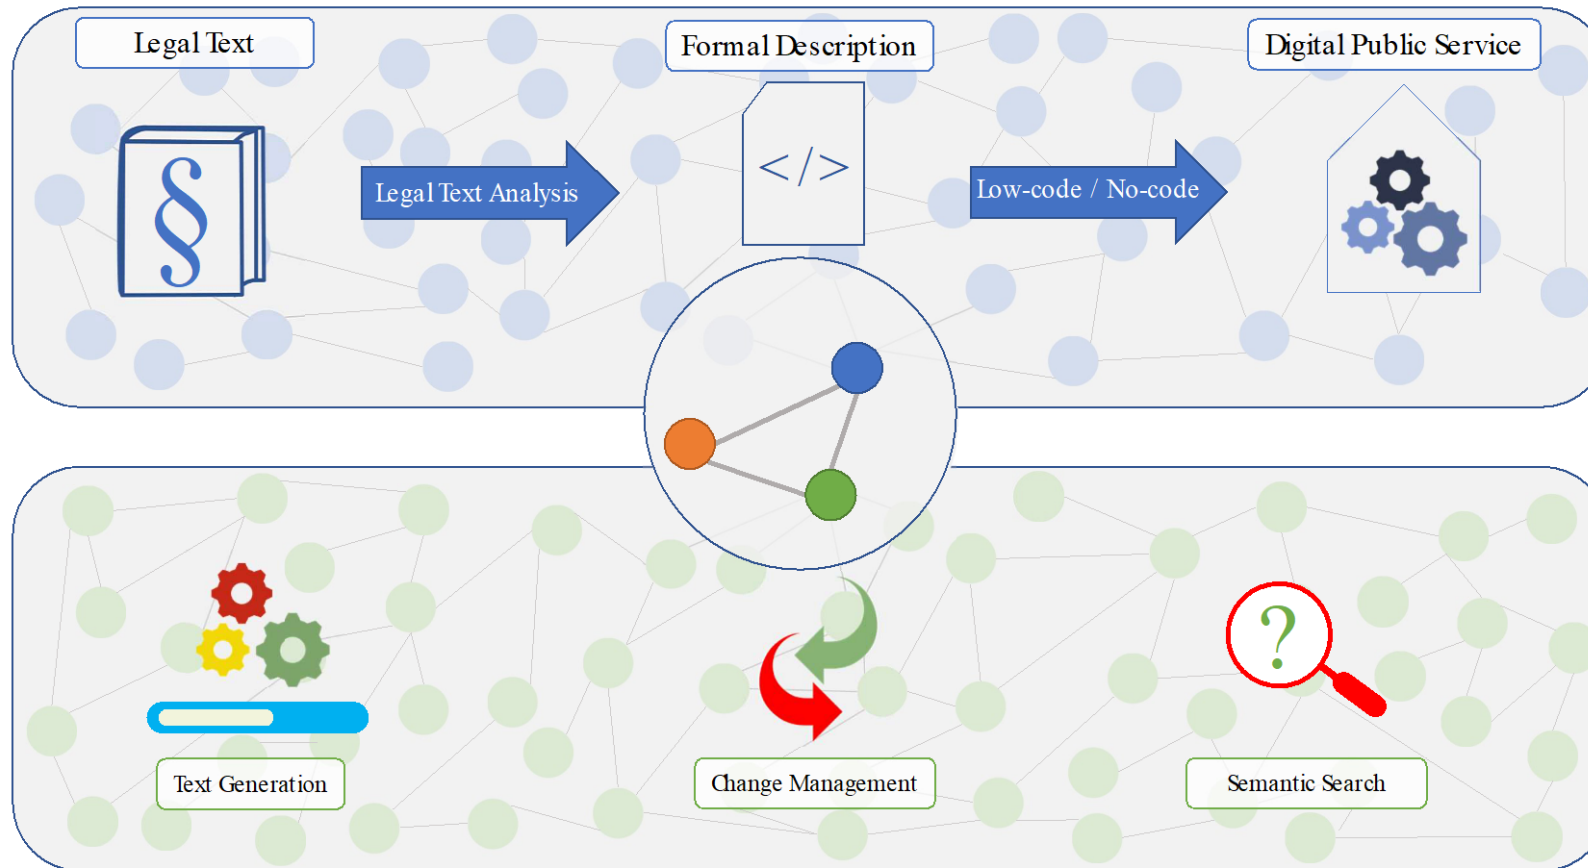 Legal Text
Formal Description
Digital Public Service
§
</>
Legal Text Analysis
Low-code / No-code
?
Text Generation
Change Management
Semantic Search